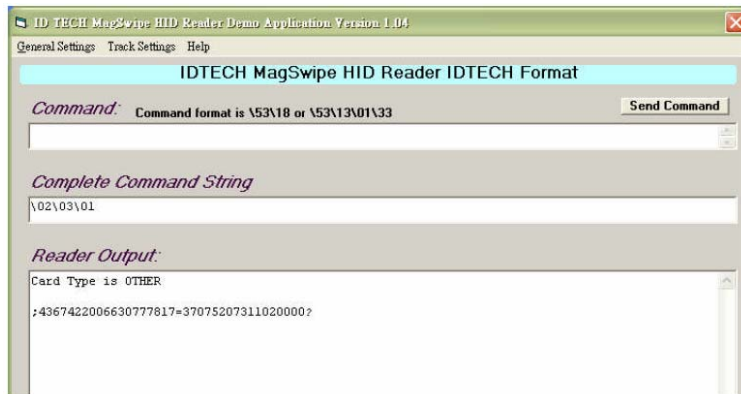 ID TECH MagSwipe HID Reader Demo Application Version 1.04
General Settings Track Settings Help
IDTECH MagSwipe HID Reader IDTECH Format
Command: Command format is \53\18 or \53\13\01\33 Send Command
Complete Command String
\02\03\01
Reader Output:
Card Type is OTHER
;4367422006630777817=37075207311020000?